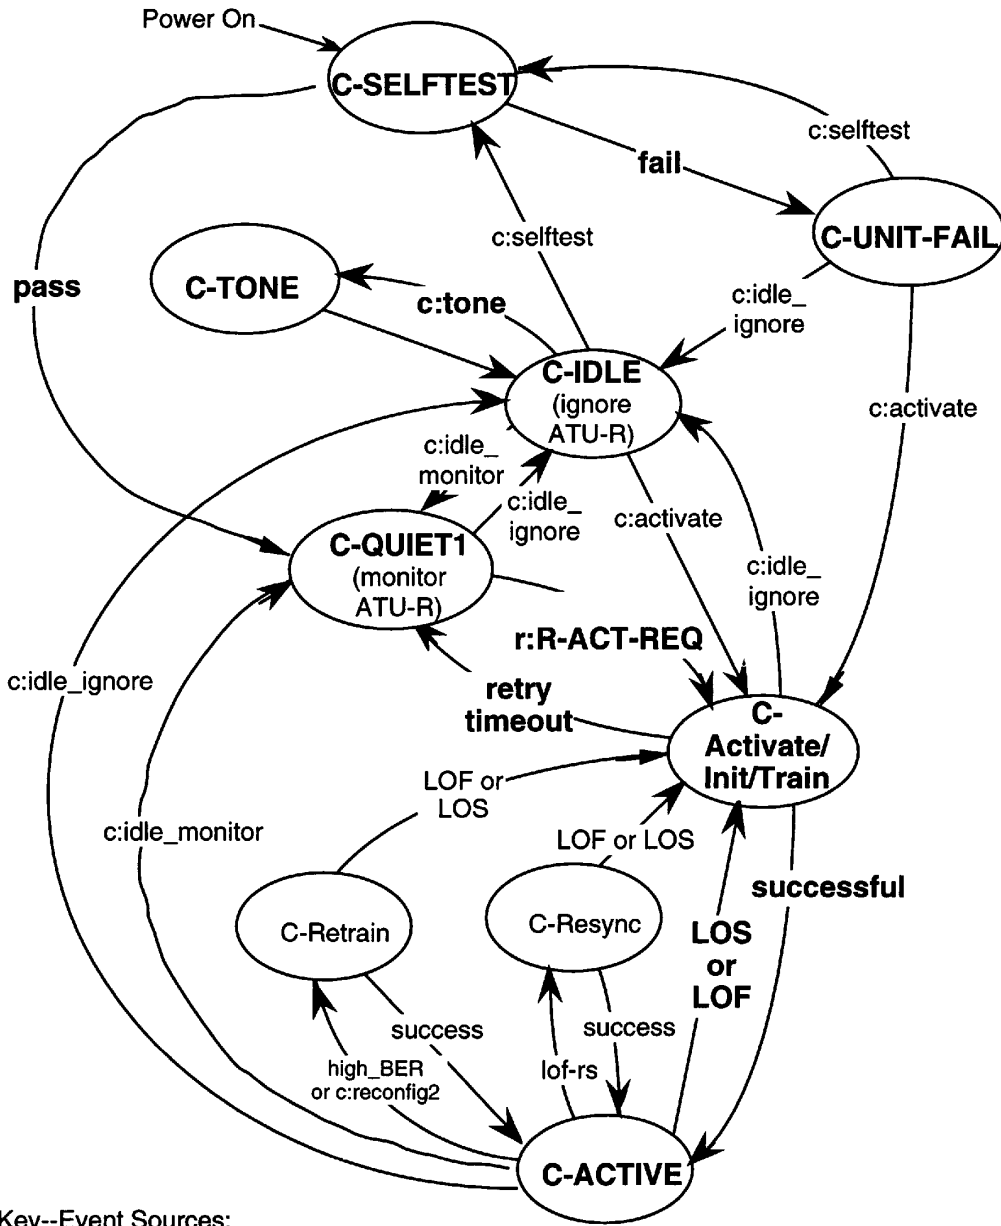 Power On
C-SELFTEST
c:selftest
fail
C-UNIT-FAIL
c:selftest
pass
C-TONE
c:tone
c:idle_
ignore
C-IDLE
(ignore
ATU-R)
c:activate
c:idle_
monitor
c:idle_
ignore
c:activate
C-QUIET1
(monitor
ATU-R)
c:idle_
ignore
r:R-ACT-REQ
c:idle_ignore
retry
timeout
C-
Activate/
Init/Train
LOF or
LOS
c:idle_monitor
LOF or LOS
successful
C-Retrain
C-Resync
LOS
or
LOF
success
success
high_BER
or c:reconfig2
lof-rs
C-ACTIVE
Key--Event Sources: